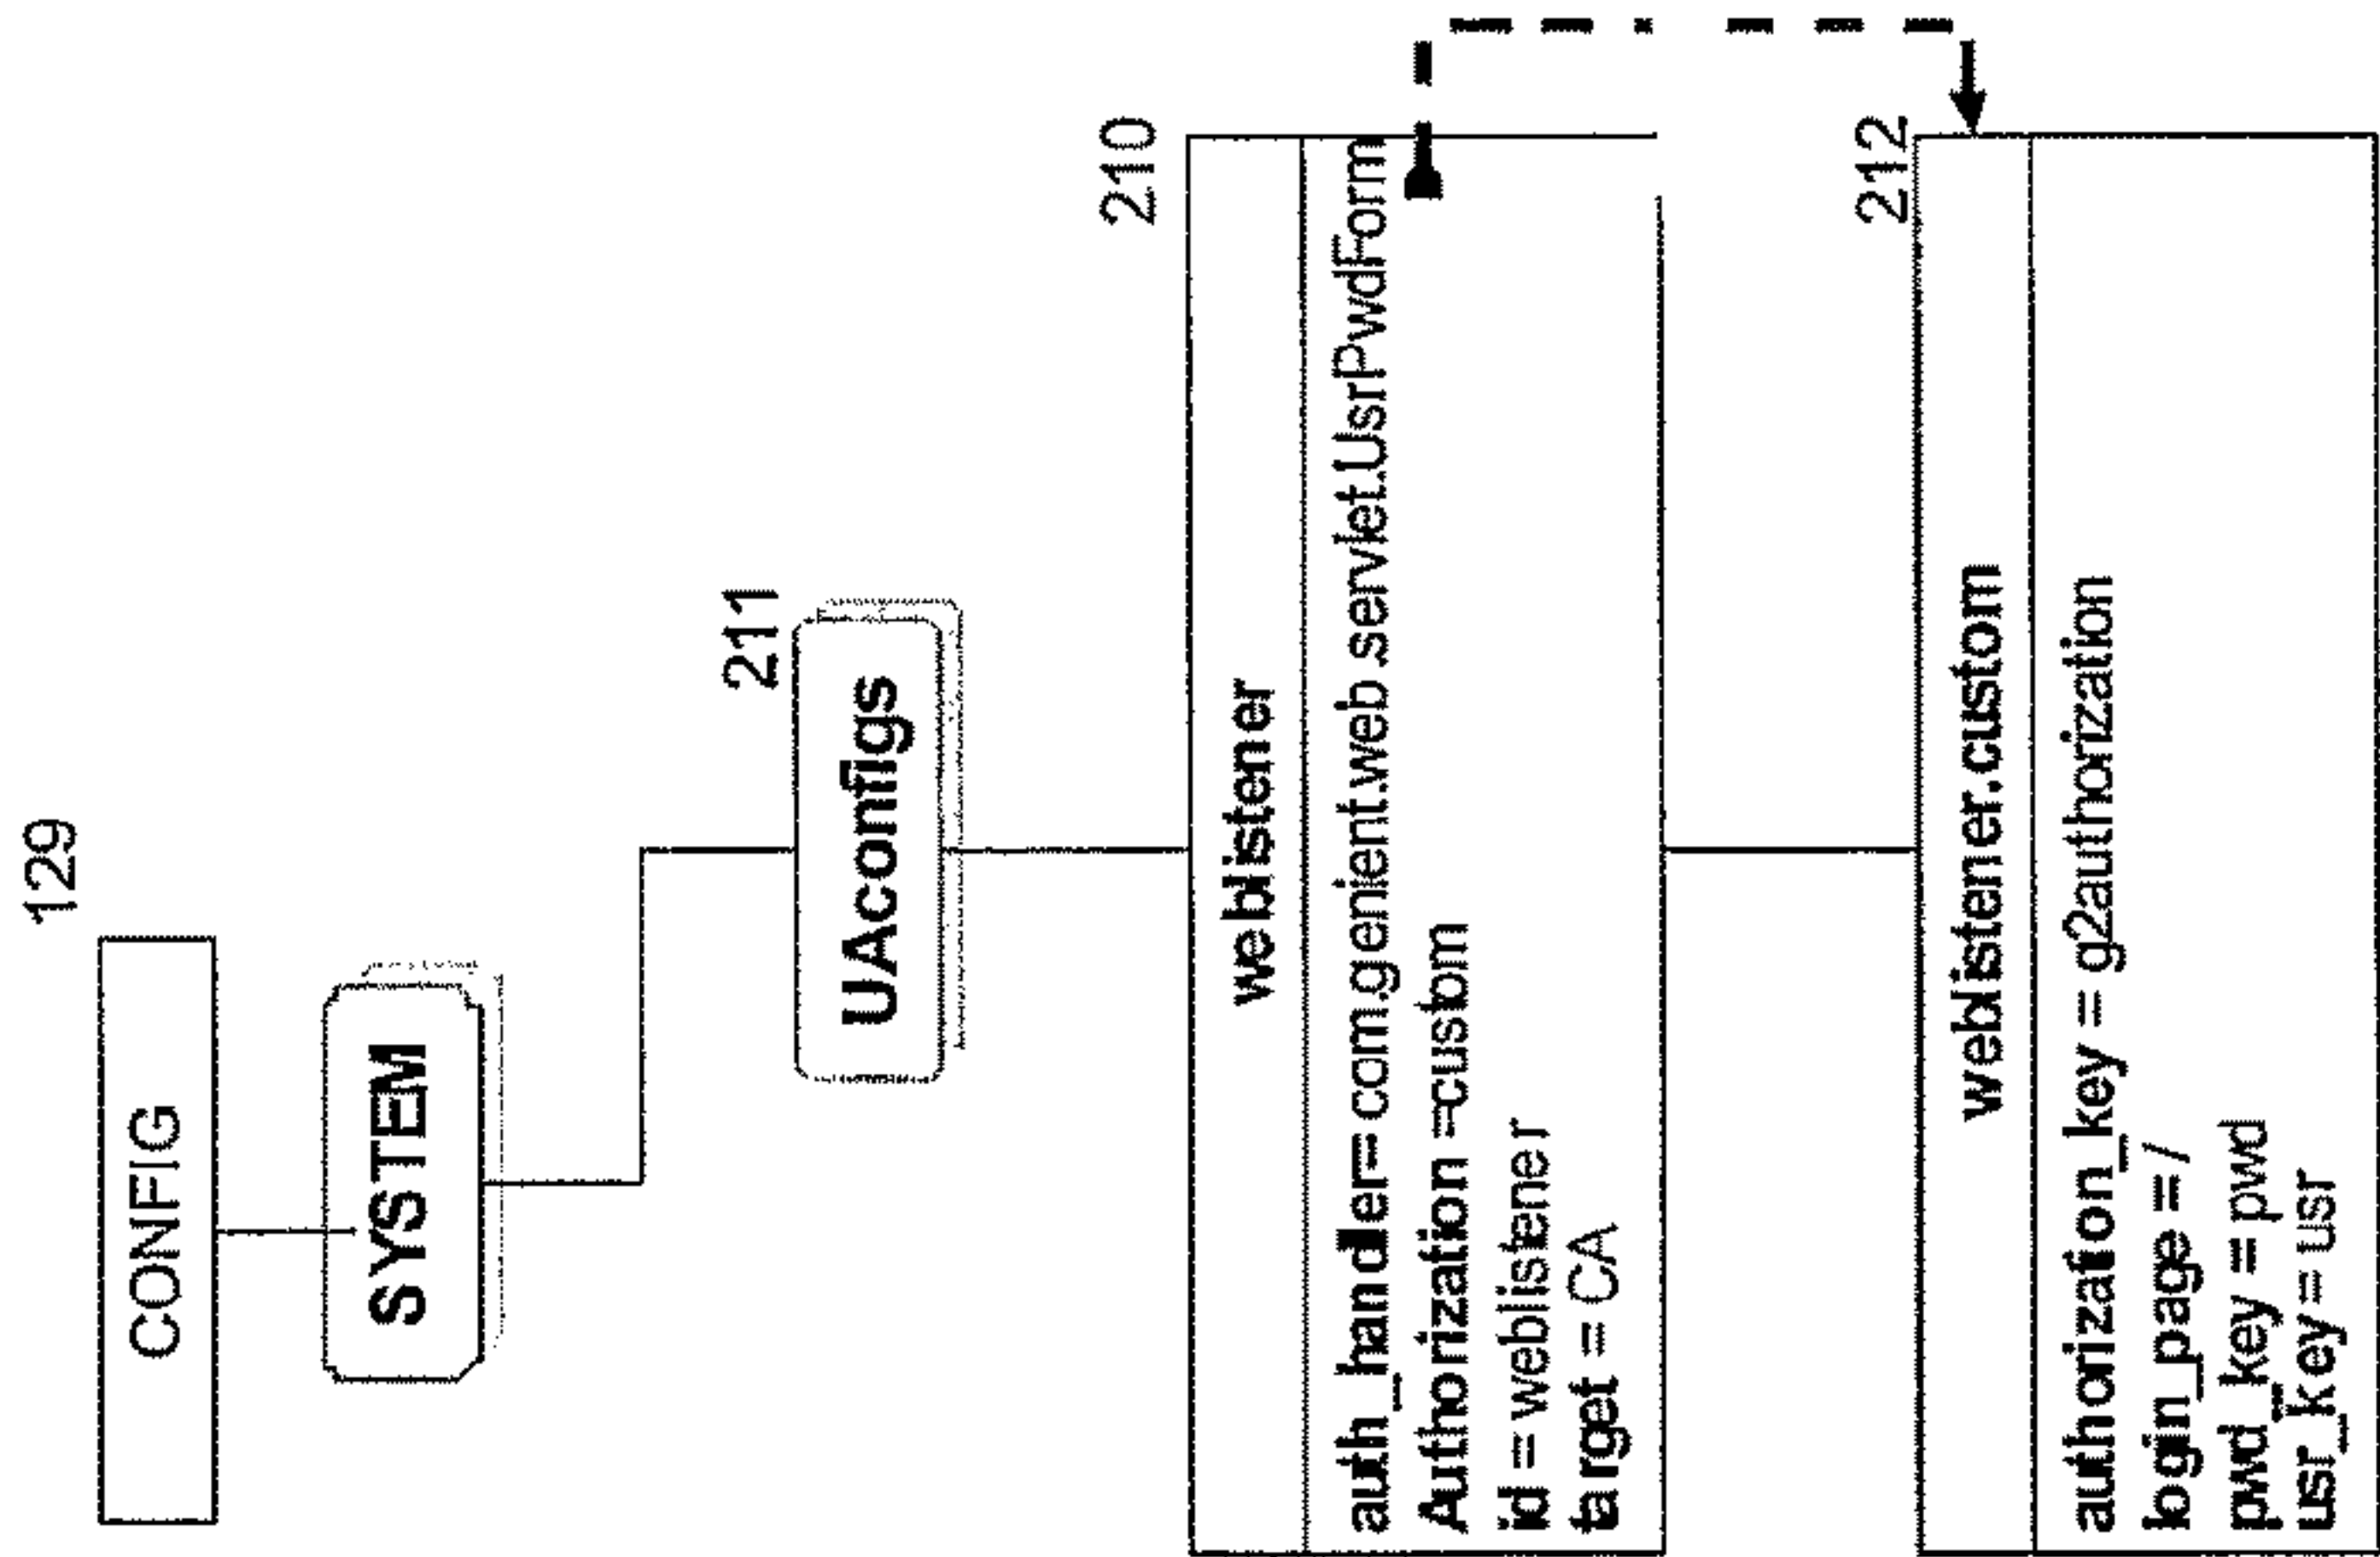 129
CONFIG
SYSTEM
211
UAconfigs
210
weblistener
auth_handler= com.genient.web.servlet.UsrPwdForm
Authorization =custom
id = weblistener
target = CA
212
weblistener.custom
authorization_key = g2authorization
login_page = /
pwd_key = pwd
usr_key = usr